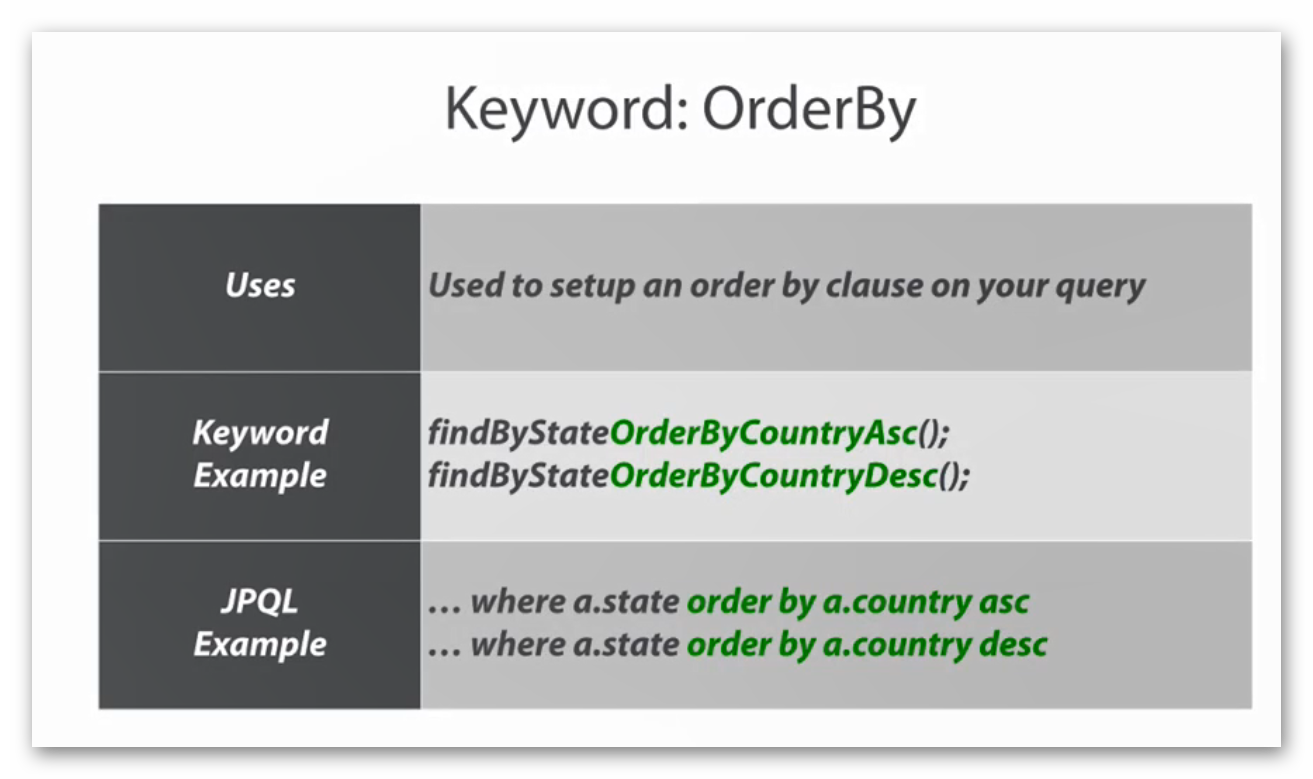 Keyword: OrderBy
Uses
Used to setup an order by clause on your query
Keyword
Example
findByStateOrderByCountryAsc();
findByStateOrderByCountryDesc();
JPQL
Example
... where a.state order by a.country asc
... where a.state order by a.country desc